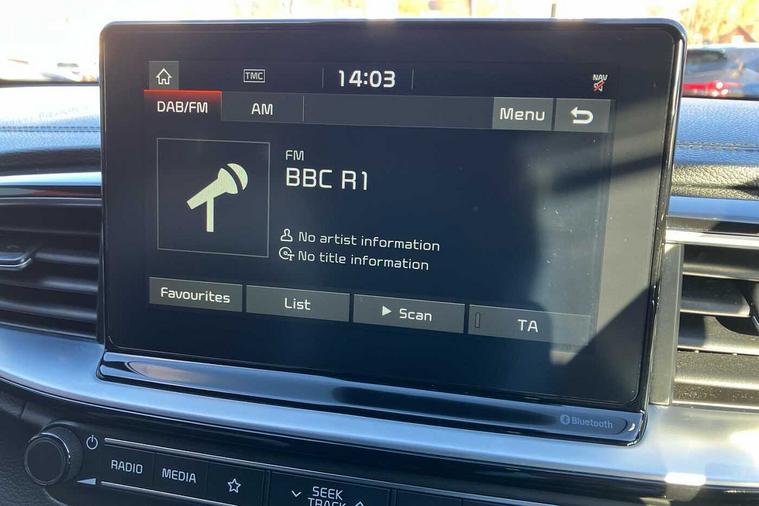 TMC
14:03
NAV
DAB/FM
AM
Menu
FM
BBC R1
No artist information
No title information
Favourites
List
Scan
TA
Bluetooth
RADIO
MEDIA
SEEK
TRACK